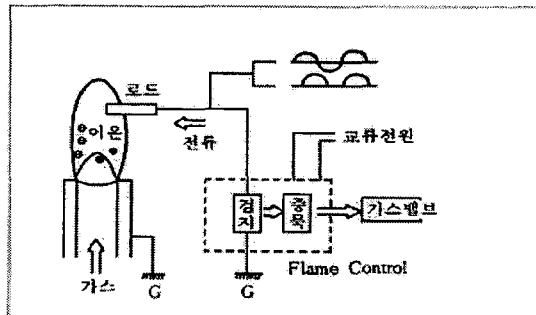 로드
이온
전류
교류전원
검지
증폭
가스밸브
Flame Control
가스
G
G